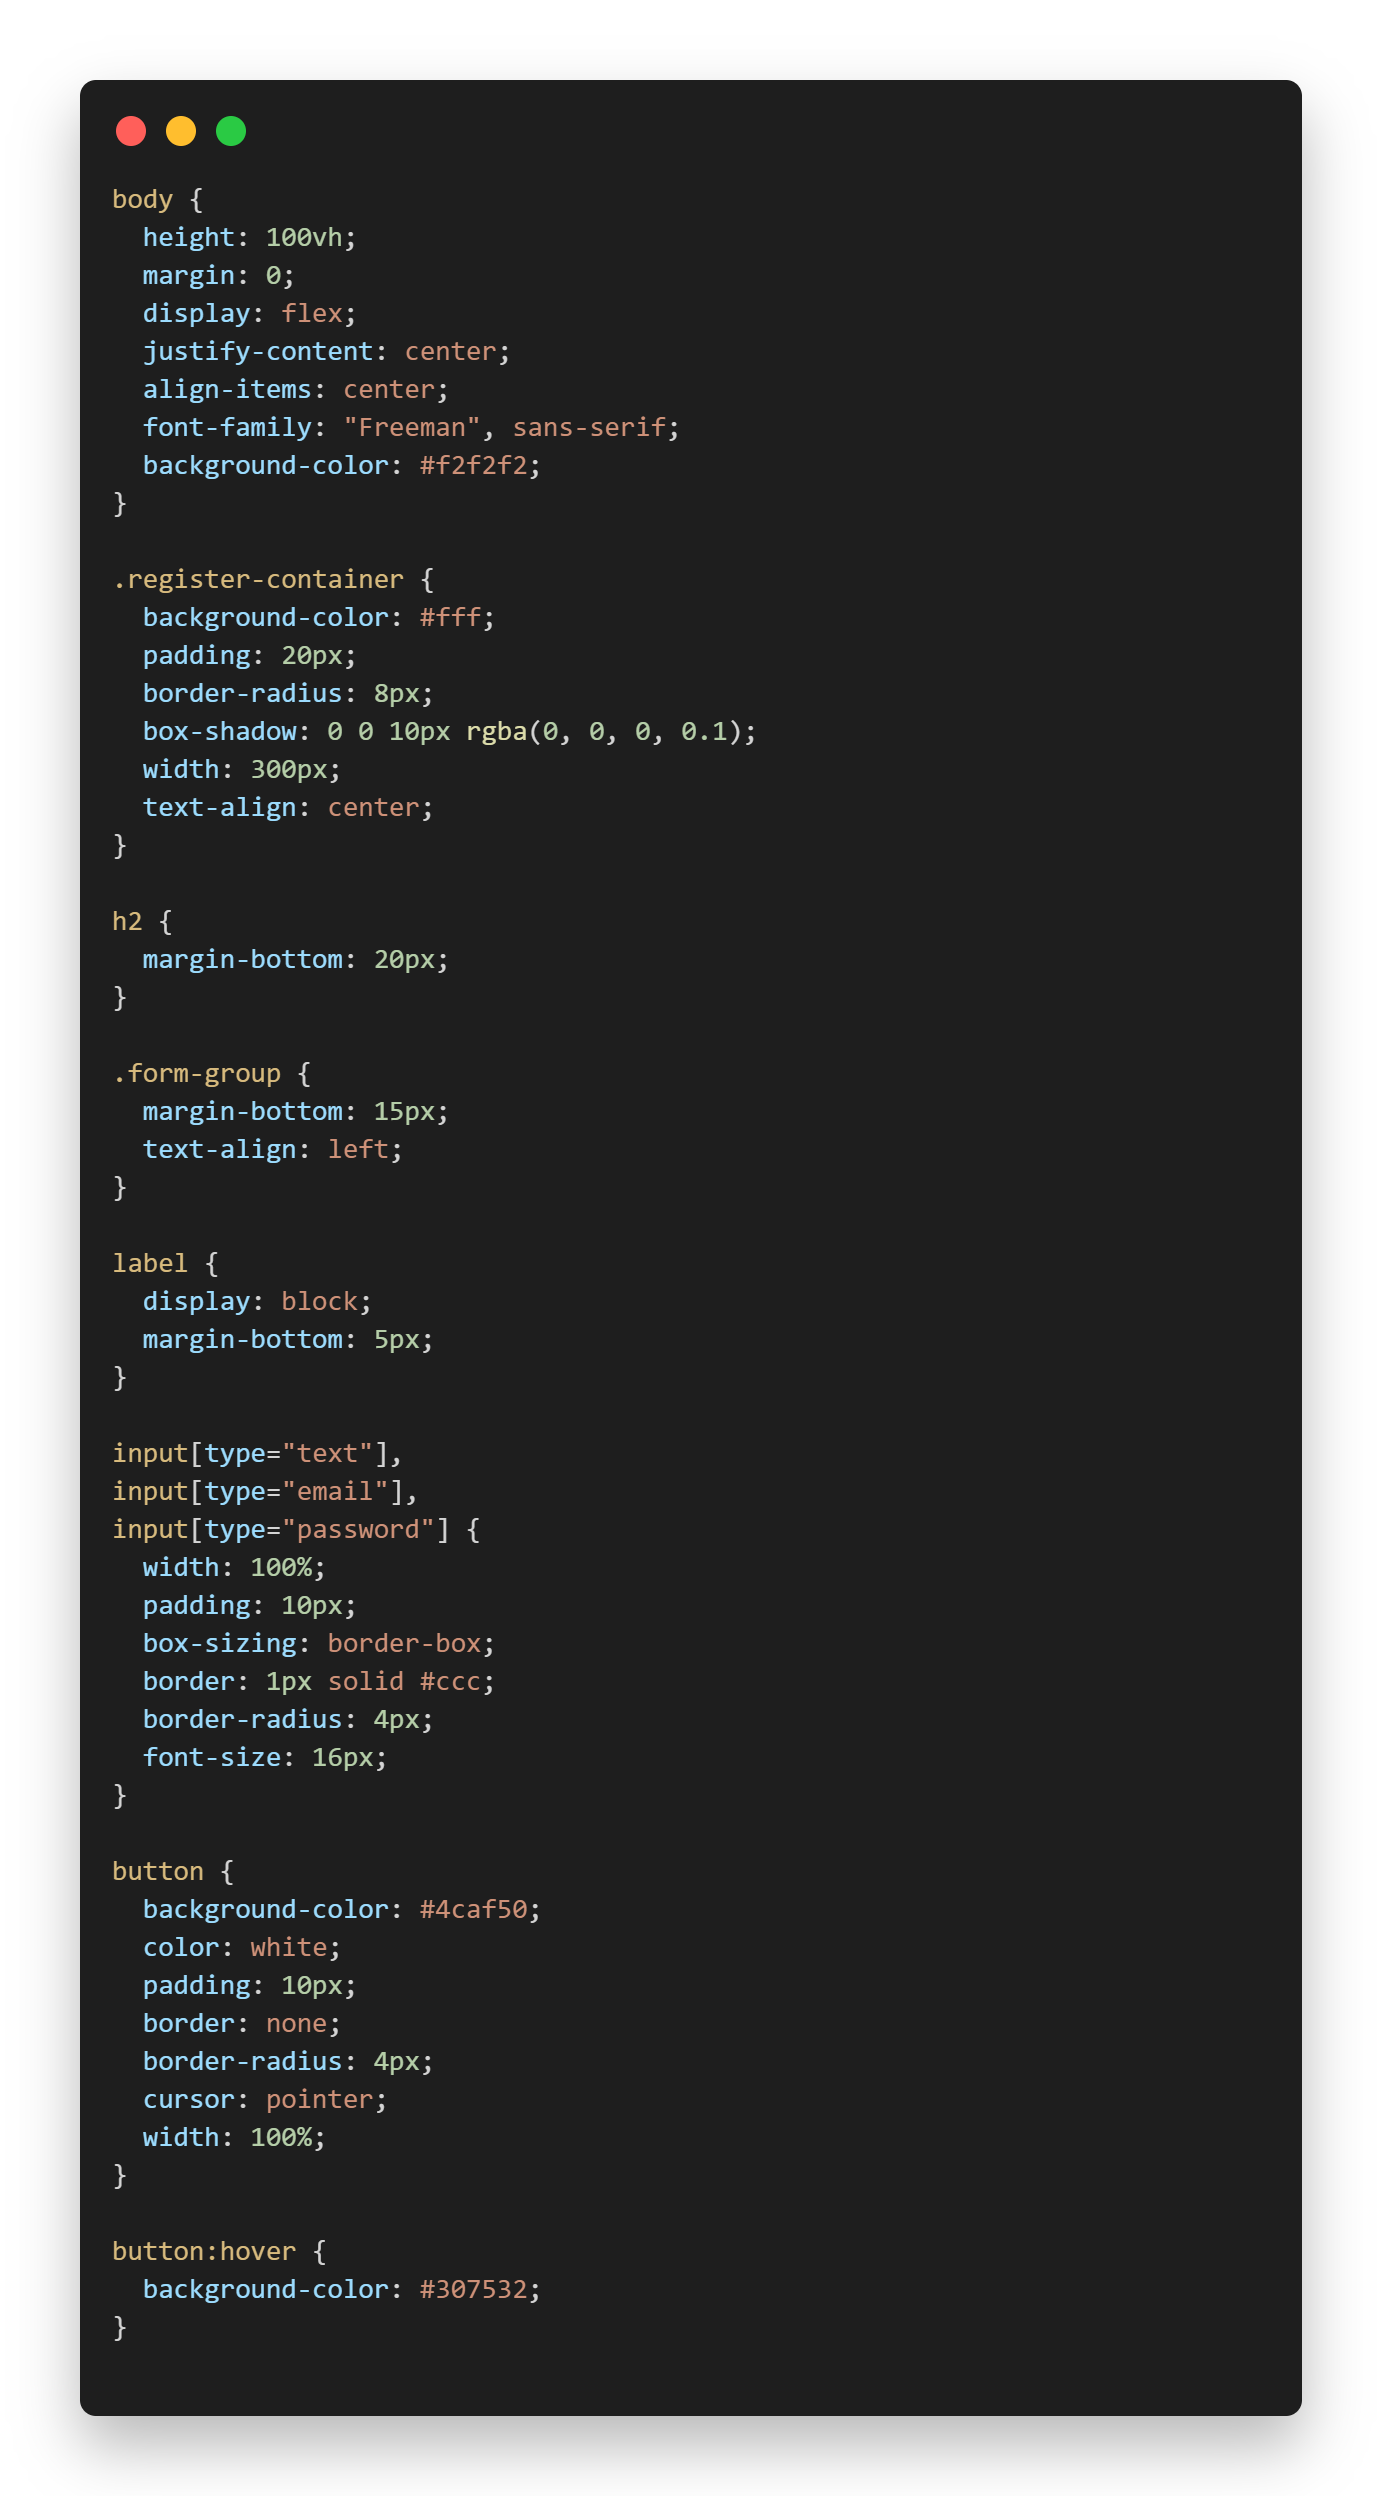 body {
  height: 100vh;
  margin: 0;
  display: flex;
  justify-content: center;
  align-items: center;
  font-family: "Freeman", sans-serif;
  background-color: #f2f2f2;
}

.register-container {
  background-color: #fff;
  padding: 20px;
  border-radius: 8px;
  box-shadow: 0 0 10px rgba(0, 0, 0, 0.1);
  width: 300px;
  text-align: center;
}

h2 {
  margin-bottom: 20px;
}

.form-group {
  margin-bottom: 15px;
  text-align: left;
}

label {
  display: block;
  margin-bottom: 5px;
}

input[type="text"],
input[type="email"],
input[type="password"] {
  width: 100%;
  padding: 10px;
  box-sizing: border-box;
  border: 1px solid #ccc;
  border-radius: 4px;
  font-size: 16px;
}

button {
  background-color: #4caf50;
  color: white;
  padding: 10px;
  border: none;
  border-radius: 4px;
  cursor: pointer;
  width: 100%;
}

button:hover {
  background-color: #307532;
}